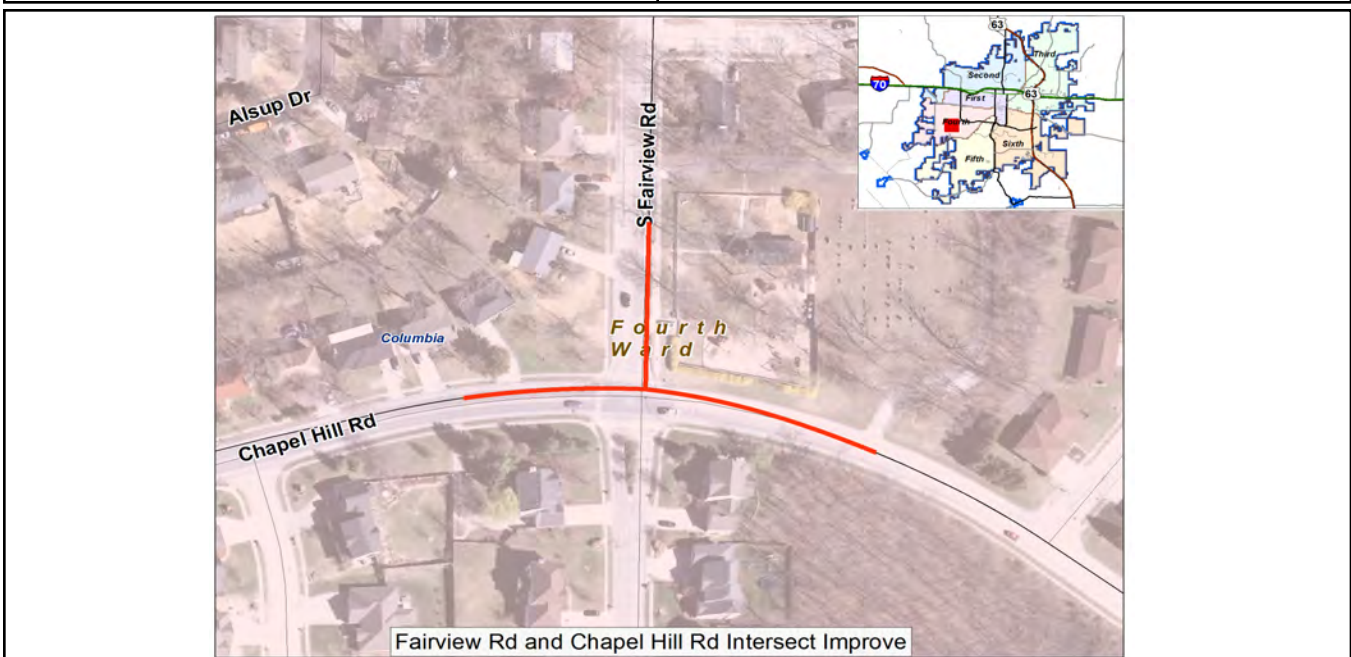 63
Third
Second
70
63
First
Fourth
Sixth
Fifth
Alsup Dr
S Fairview Rd
Fourth
Ward
Columbia
Chapel Hill Rd
Fairview Rd and Chapel Hill Rd Intersect Improve